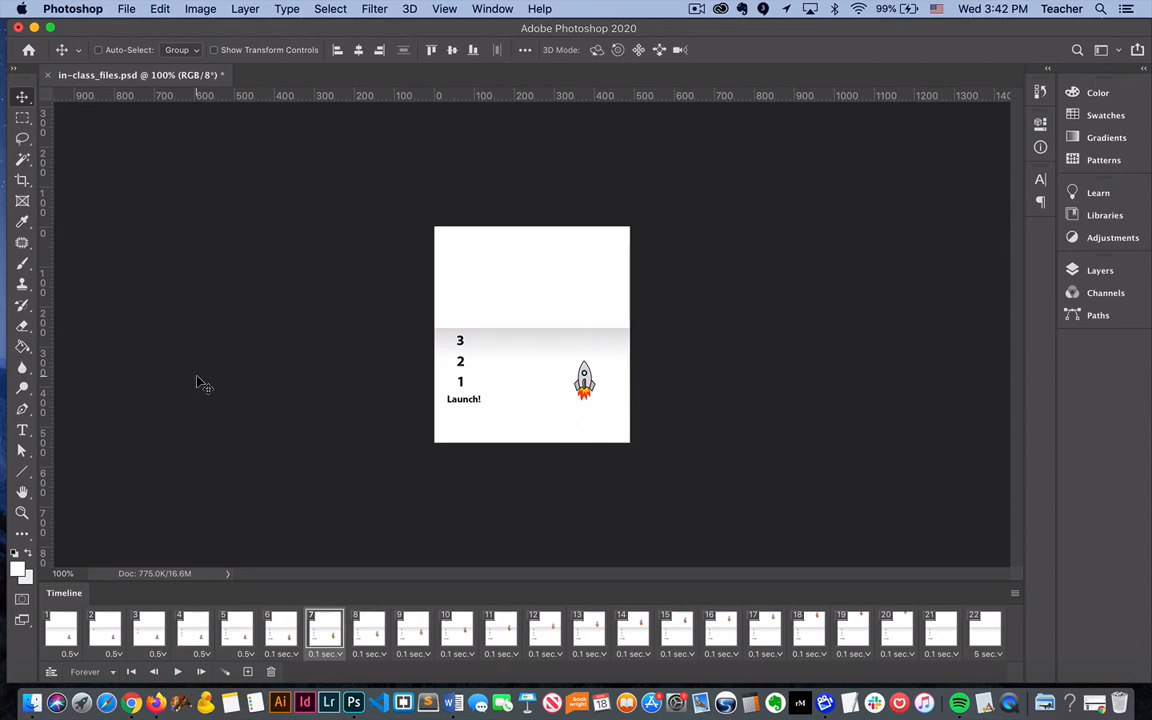 Photoshop File Edit Image Layer Type Select Filter 3D View Window Help 99% Wed 3:42 PM Teacher
Adobe Photoshop 2020
Auto-Select: Group Show Transform Controls 3D Mode:
in-class_files.psd @ 100% (RGB/8*) *
900 800 700 600 500 400 300 200 100 0 100 200 300 400 500 600 700 800 900 1000 1100 1200 1300
Color
Swatches
Gradients
Patterns
Learn
Libraries
Adjustments
Layers
Channels
Paths
3
2
1
Launch!
100% Doc: 775.0K/16.6M
Timeline
1 2 3 4 5 6 7 8 9 10 11 12 13 14 15 16 17 18 19 20 21 22
0.5 0.5 0.5 0.5 0.5 0.1 sec. 0.1 sec. 0.1 sec. 0.1 sec. 0.1 sec. 0.1 sec. 0.1 sec. 0.1 sec. 0.1 sec. 0.1 sec. 0.1 sec. 0.1 sec. 0.1 sec. 0.1 sec. 0.1 sec. 0.1 sec. 5 sec.
Forever
Ai Id Lr Ps W 18 rM